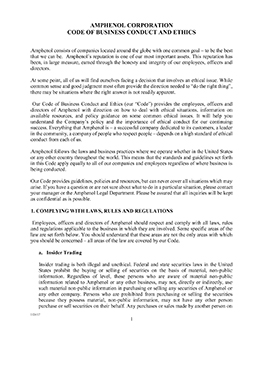 AMPHENOL CORPORATION
CODE OF BUSINESS CONDUCT AND ETHICS
Amphenol consists of companies located around the globe with one common goal – to be the best
that we can be. Amphenol's reputation is one of our most important assets. This reputation has
been, in large measure, earned through the honesty and integrity of our employees, officers and
directors.
At some point, all of us will find ourselves facing a decision that involves an ethical issue. While
common sense and good judgment most often provide the direction needed to "do the right thing",
there may be situations where the right answer is not readily apparent.
Our Code of Business Conduct and Ethics (our "Code") provides the employees, officers and
directors of Amphenol with direction on how to deal with ethical situations, information on
available resources, and policy guidance on some common ethical issues. It will help you
understand the Company's policy and the importance of ethical conduct for our continuing
success. Everything that Amphenol is – a successful company dedicated to its customers, a leader
in the community, a company of people who respect people – depends on a high standard of ethical
conduct from each of us.
Amphenol follows the laws and business practices where we operate whether in the United States
or any other country throughout the world. This means that the standards and guidelines set forth
in this Code apply equally to all of our companies and employees regardless of where business is
being conducted.
Our Code provides guidelines, policies and resources, but can never cover all situations which may
arise. If you have a question or are not sure about what to do in a particular situation, please contact
your manager or the Amphenol Legal Department. Please be assured that all inquiries will be kept
as confidential as is possible.
1. COMPLYING WITH LAWS, RULES AND REGULATIONS
Employees, officers and directors of Amphenol should respect and comply with all laws, rules
and regulations applicable to the business in which they are involved. Some specific areas of the
law are set forth below. You should understand that these areas are not the only areas with which
you should be concerned – all areas of the law are covered by our Code.
a. Insider Trading
Insider trading is both illegal and unethical. Federal and state securities laws in the United
States prohibit the buying or selling of securities on the basis of material, non-public
information. Regardless of level, those persons who are aware of material non-public
information related to Amphenol or any other business, may not, directly or indirectly, use
such material non-public information in purchasing or selling any securities of Amphenol or
any other company. Persons who are prohibited from purchasing or selling the securities
because they possess material, non-public information, may not have any other person
purchase or sell securities on their behalf. Any purchases or sales made by another person on
1